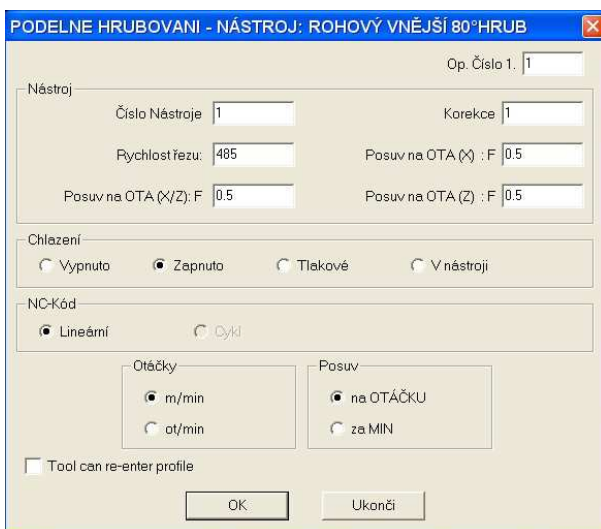 PODELNE HRUBOVANI - NÁSTROJ: ROHOVÝ VNĚJŠÍ 80°HRUB
Op. Číslo 1. 1
Nástroj
Číslo Nástroje 1 Korekce 1
Rychlost řezu: 485 Posuv na OTA (X) : F 0.5
Posuv na OTA (X/Z): F 0.5 Posuv na OTA (Z) : F 0.5
Chlazení
Vypnuto Zapnuto Tlakové V nástroji
NC-Kód
Lineární Cykl
Otáčky Posuv
m/min na OTÁČKU
ot/min za MIN
Tool can re-enter profile
OK Ukonči